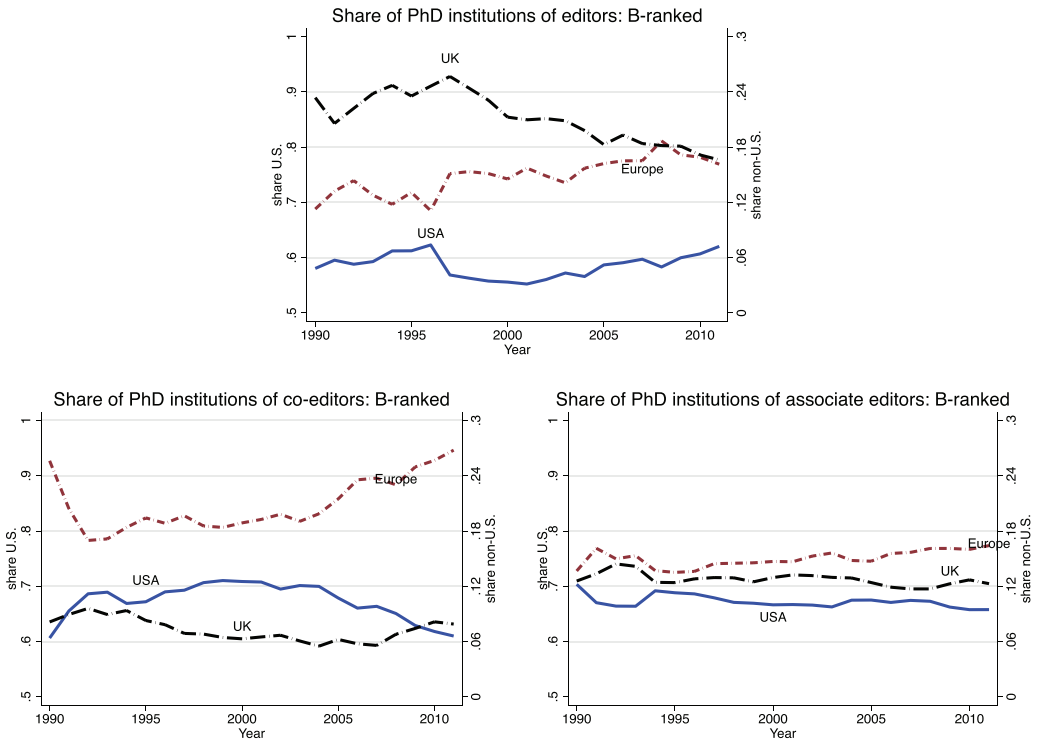 Share of PhD institutions of editors: B-ranked
share U.S.
1
.9
.8
.7
.6
.5
UK
Europe
USA
.3
.24
.18
.12
.06
0
share non-U.S.
1990
1995
2000
2005
2010
Year
Share of PhD institutions of co-editors: B-ranked
share U.S.
1
.9
.8
.7
.6
.5
Europe
USA
UK
.3
.24
.18
.12
.06
0
share non-U.S.
1990
1995
2000
2005
2010
Year
Share of PhD institutions of associate editors: B-ranked
share U.S.
1
.9
.8
.7
.6
.5
Europe
UK
USA
.3
.24
.18
.12
.06
0
share non-U.S.
1990
1995
2000
2005
2010
Year